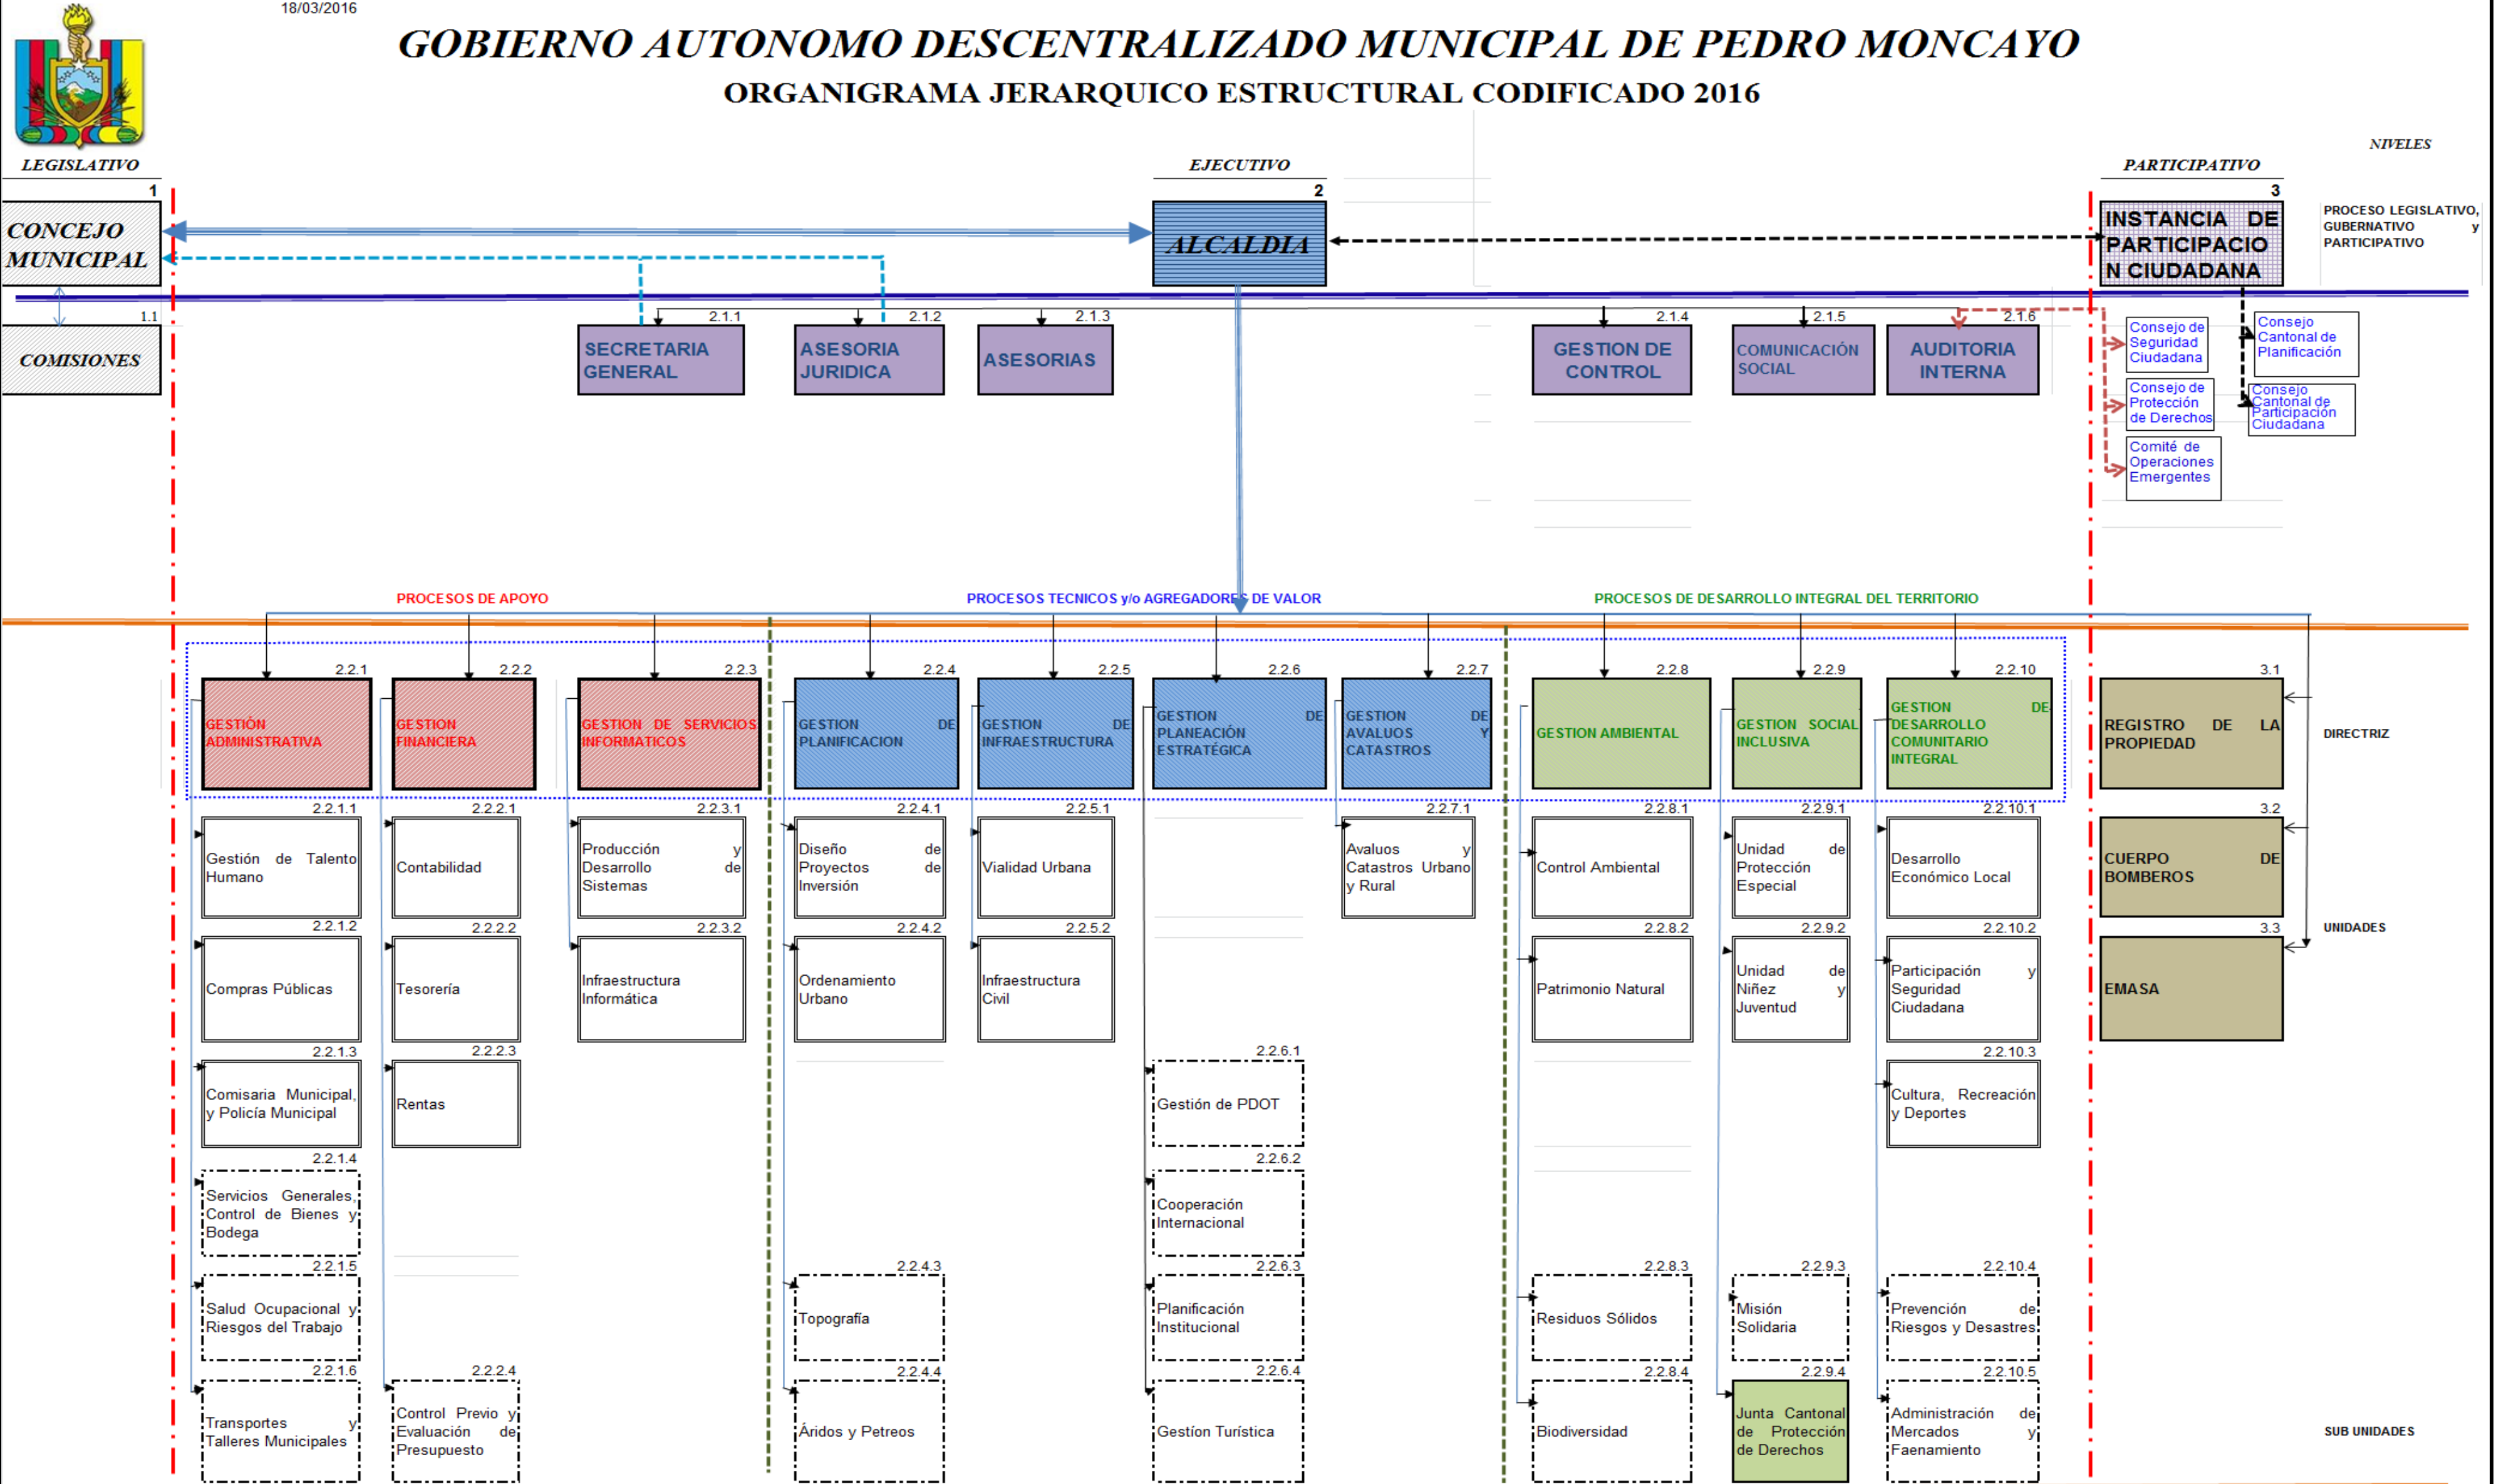 18/03/2016
GOBIERNO AUTONOMO DESCENTRALIZADO MUNICIPAL DE PEDRO MONCAYO
ORGANIGRAMA JERARQUICO ESTRUCTURAL CODIFICADO 2016
NIVELES
LEGISLATIVO
EJECUTIVO
PARTICIPATIVO
1
CONCEJO
MUNICIPAL
2
ALCALDIA
3
INSTANCIA DE
PARTICIPACIO
N CIUDADANA
PROCESO LEGISLATIVO,
GUBERNATIVO y
PARTICIPATIVO
1.1
COMISIONES
2.1.1
SECRETARIA
GENERAL
2.1.2
ASESORIA
JURIDICA
2.1.3
ASESORIAS
2.1.4
GESTION DE
CONTROL
2.1.5
COMUNICACIÓN
SOCIAL
2.1.6
AUDITORIA
INTERNA
Consejo de
Seguridad
Ciudadana
Consejo
Cantonal de
Planificación
Consejo de
Protección
de Derechos
Consejo
Cantonal de
Participación
Ciudadana
Comité de
Operaciones
Emergentes
PROCESOS DE APOYO
PROCESOS TECNICOS y/o AGREGADORES DE VALOR
PROCESOS DE DESARROLLO INTEGRAL DEL TERRITORIO
2.2.1
GESTIÓN
ADMINISTRATIVA
2.2.2
GESTION
FINANCIERA
2.2.3
GESTION DE SERVICIOS
INFORMATICOS
2.2.4
GESTION DE
PLANIFICACION
2.2.5
GESTION DE
INFRAESTRUCTURA
2.2.6
GESTION DE
PLANEACIÓN
ESTRATÉGICA
2.2.7
GESTION DE
AVALUOS Y
CATASTROS
2.2.8
GESTION AMBIENTAL
2.2.9
GESTION SOCIAL
INCLUSIVA
2.2.10
GESTION DE
DESARROLLO
COMUNITARIO
INTEGRAL
3.1
REGISTRO DE LA
PROPIEDAD
DIRECTRIZ
2.2.1.1
Gestión de Talento
Humano
2.2.2.1
Contabilidad
2.2.3.1
Producción y
Desarrollo de
Sistemas
2.2.4.1
Diseño de
Proyectos de
Inversión
2.2.5.1
Vialidad Urbana
2.2.7.1
Avaluos y
Catastros Urbano
y Rural
2.2.8.1
Control Ambiental
2.2.9.1
Unidad de
Protección
Especial
2.2.10.1
Desarrollo
Económico Local
3.2
CUERPO DE
BOMBEROS
2.2.1.2
Compras Públicas
2.2.2.2
Tesorería
2.2.3.2
Infraestructura
Informática
2.2.4.2
Ordenamiento
Urbano
2.2.5.2
Infraestructura
Civil
2.2.8.2
Patrimonio Natural
2.2.9.2
Unidad de
Niñez y
Juventud
2.2.10.2
Participación y
Seguridad
Ciudadana
3.3
EMASA
UNIDADES
2.2.1.3
Comisaria Municipal,
y Policía Municipal
2.2.2.3
Rentas
2.2.6.1
Gestión de PDOT
2.2.10.3
Cultura, Recreación
y Deportes
2.2.1.4
Servicios Generales,
Control de Bienes y
Bodega
2.2.6.2
Cooperación
Internacional
2.2.1.5
Salud Ocupacional y
Riesgos del Trabajo
2.2.4.3
Topografía
2.2.6.3
Planificación
Institucional
2.2.8.3
Residuos Sólidos
2.2.9.3
Misión
Solidaria
2.2.10.4
Prevención de
Riesgos y Desastres
2.2.1.6
Transportes y
Talleres Municipales
2.2.2.4
Control Previo y
Evaluación de
Presupuesto
2.2.4.4
Áridos y Petreos
2.2.6.4
Gestíon Turística
2.2.8.4
Biodiversidad
2.2.9.4
Junta Cantonal
de Protección
de Derechos
2.2.10.5
Administración de
Mercados y
Faenamiento
SUB UNIDADES